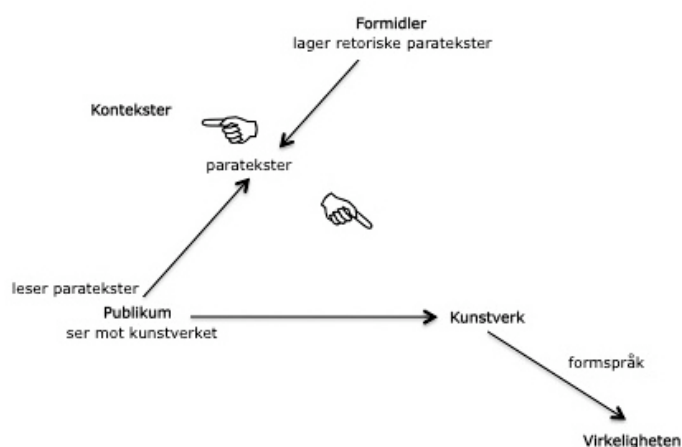 Formidler
lager retoriske paratekster
Kontekster
paratekster
leser paratekster
Publikum
ser mot kunstverket
Kunstverk
formspråk
Virkeligheten